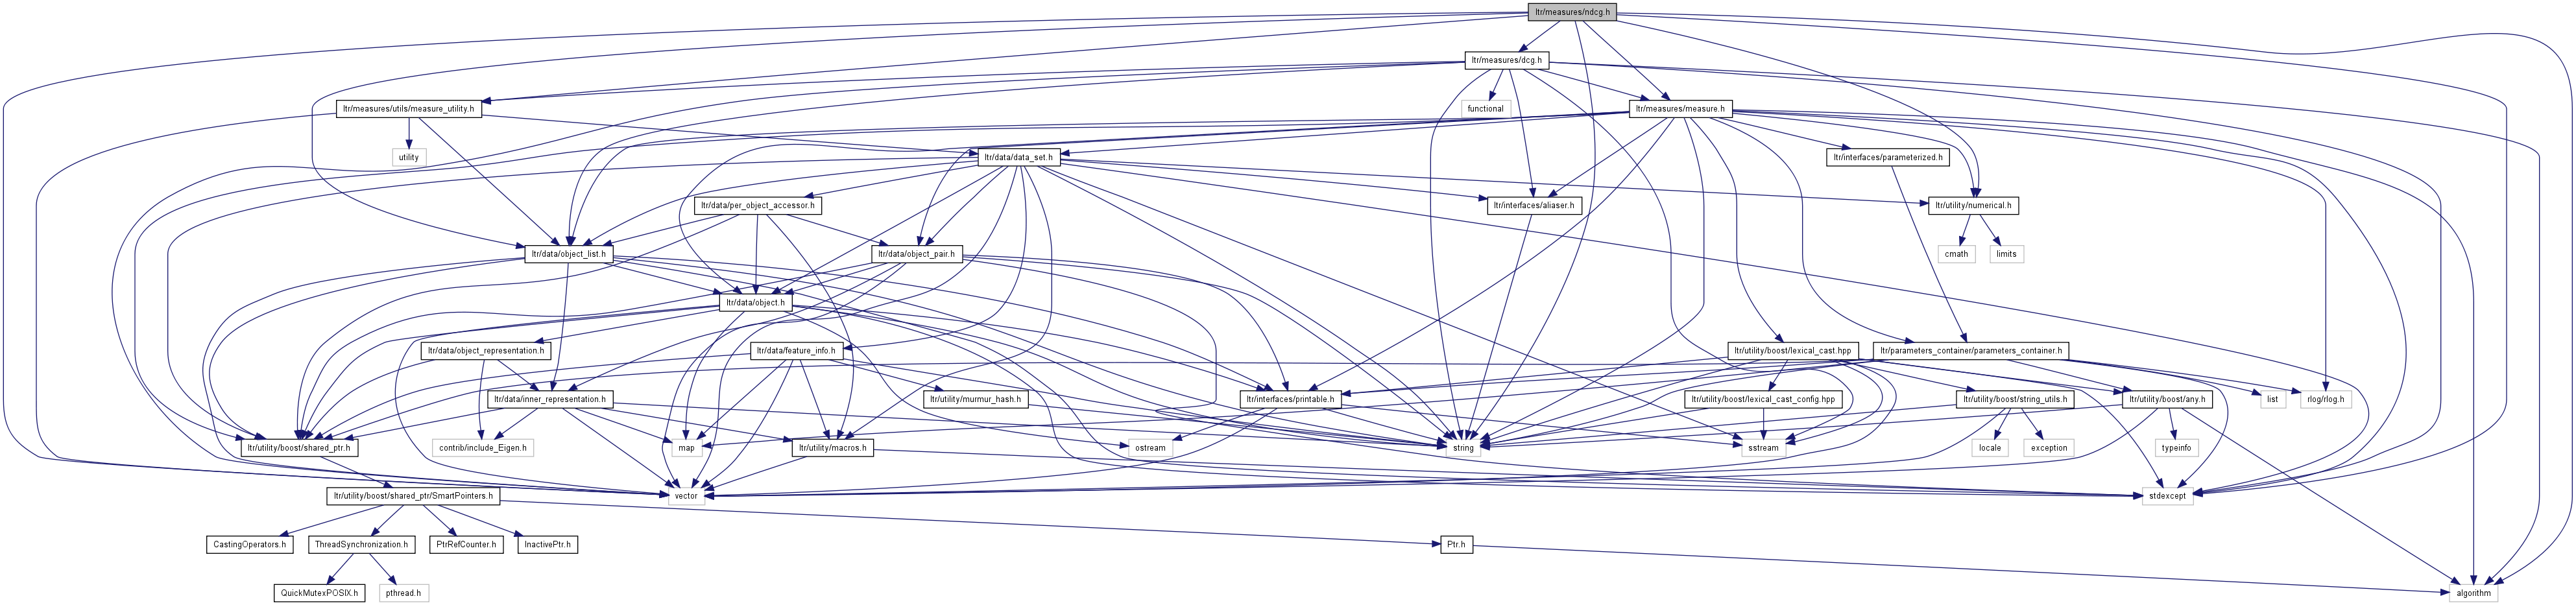 ltr/measures/ndcg.h
ltr/measures/dcg.h
ltr/measures/utils/measure_utility.h
functional
ltr/measures/measure.h
utility
ltr/data/data_set.h
ltr/interfaces/parameterized.h
ltr/data/per_object_accessor.h
ltr/interfaces/aliaser.h
ltr/utility/numerical.h
ltr/data/object_list.h
ltr/data/object_pair.h
cmath
limits
ltr/data/object.h
ltr/data/object_representation.h
ltr/data/feature_info.h
ltr/utility/boost/lexical_cast.hpp
ltr/parameters_container/parameters_container.h
ltr/data/inner_representation.h
ltr/utility/murmur_hash.h
ltr/interfaces/printable.h
ltr/utility/boost/lexical_cast_config.hpp
ltr/utility/boost/string_utils.h
ltr/utility/boost/any.h
list
rlog/rlog.h
ltr/utility/boost/shared_ptr.h
contrib/include_Eigen.h
map
ltr/utility/macros.h
ostream
string
sstream
locale
exception
typeinfo
ltr/utility/boost/shared_ptr/SmartPointers.h
vector
stdexcept
CastingOperators.h
ThreadSynchronization.h
PtrRefCounter.h
InactivePtr.h
Ptr.h
QuickMutexPOSIX.h
pthread.h
algorithm